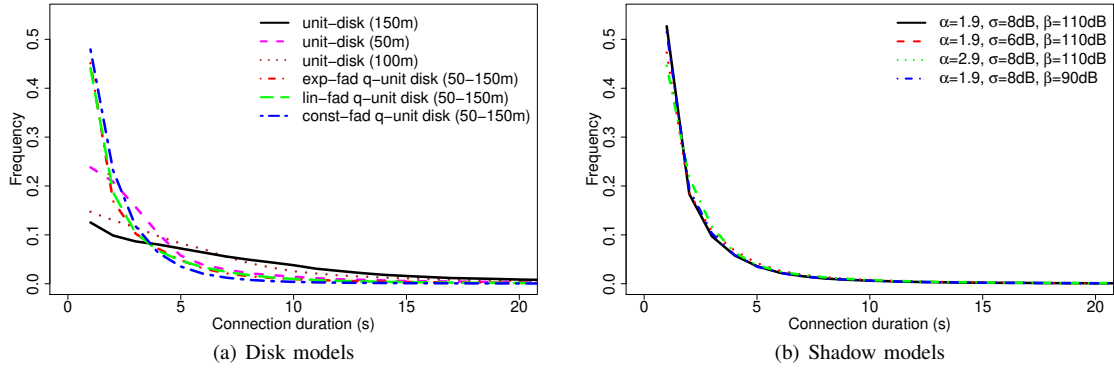 unit−disk (150m)
unit−disk (50m)
unit−disk (100m)
exp−fad q−unit disk (50−150m)
lin−fad q−unit disk (50−150m)
const−fad q−unit disk (50−150m)
Frequency
0.5
0.4
0.3
0.2
0.1
0.0
0 5 10 15 20
Connection duration (s)
(a) Disk models
α=1.9, σ=8dB, β=110dB
α=1.9, σ=6dB, β=110dB
α=2.9, σ=8dB, β=110dB
α=1.9, σ=8dB, β=90dB
Frequency
0.5
0.4
0.3
0.2
0.1
0.0
0 5 10 15 20
Connection duration (s)
(b) Shadow models